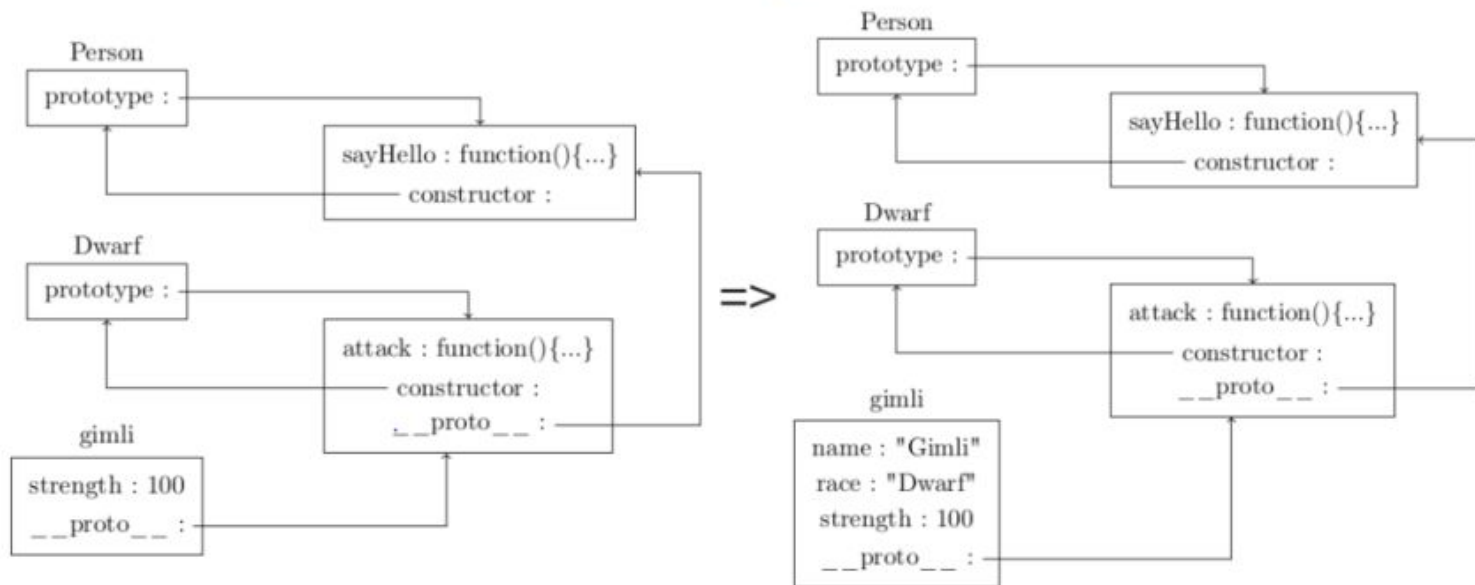 Person
prototype :
sayHello : function(){...}
constructor :
Dwarf
prototype :
attack : function(){...}
constructor :
__proto__ :
gimli
strength : 100
__proto__ :
=>
Person
prototype :
sayHello : function(){...}
constructor :
Dwarf
prototype :
attack : function(){...}
constructor :
__proto__ :
gimli
name : "Gimli"
race : "Dwarf"
strength : 100
__proto__ :